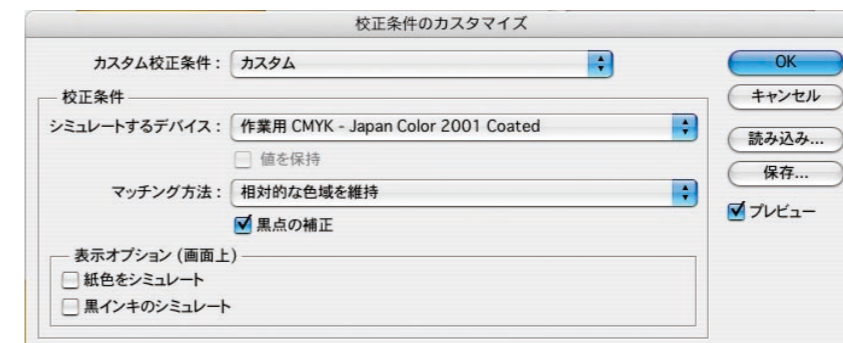 校正条件のカスタマイズ
カスタム校正条件： カスタム
校正条件
シミュレートするデバイス： 作業用 CMYK - Japan Color 2001 Coated
値を保持
マッチング方法： 相対的な色域を維持
黒点の補正
表示オプション (画面上)
紙色をシミュレート
黒インキのシミュレート
OK
キャンセル
読み込み...
保存...
プレビュー